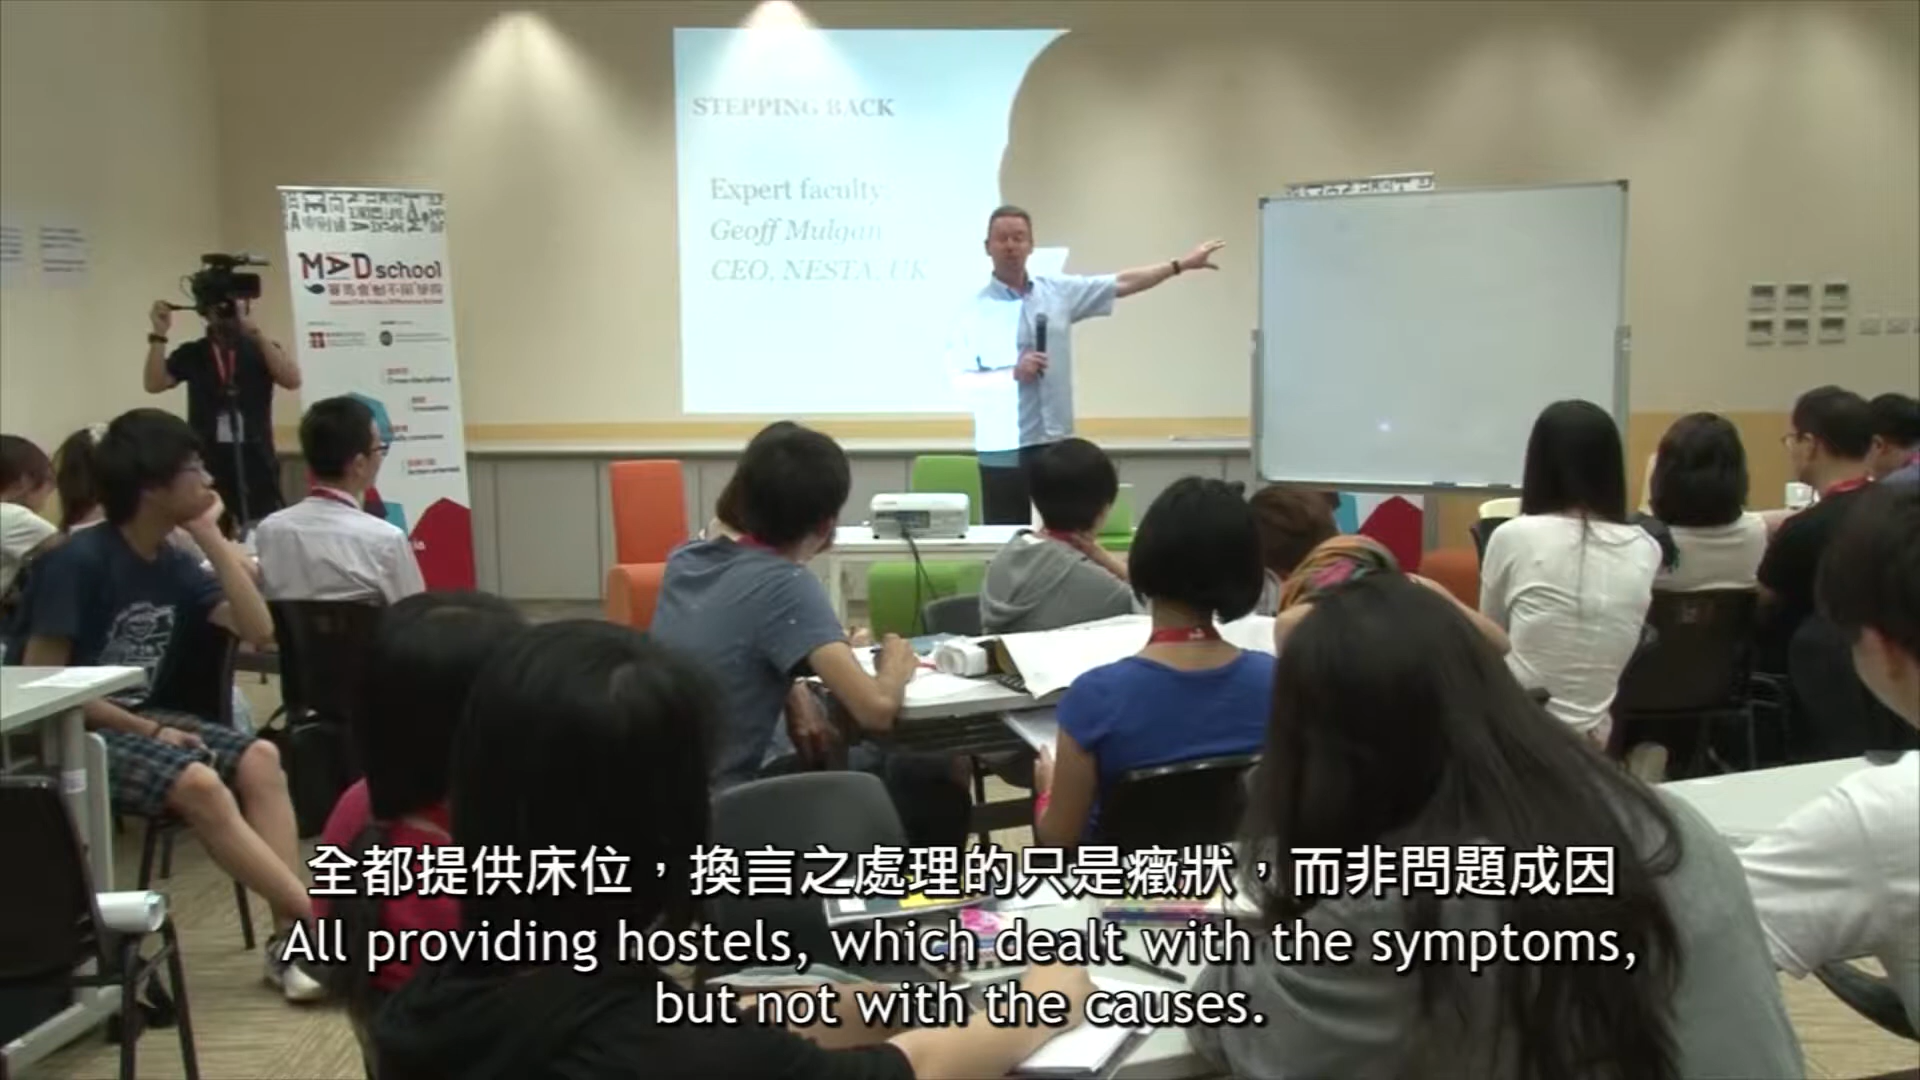 STEPPING BACK
Expert faculty
Geoff Mulgan
CEO, NESTA, UK
MAD school
全都提供床位，換言之處理的只是癥狀，而非問題成因
All providing hostels, which dealt with the symptoms,
but not with the causes.